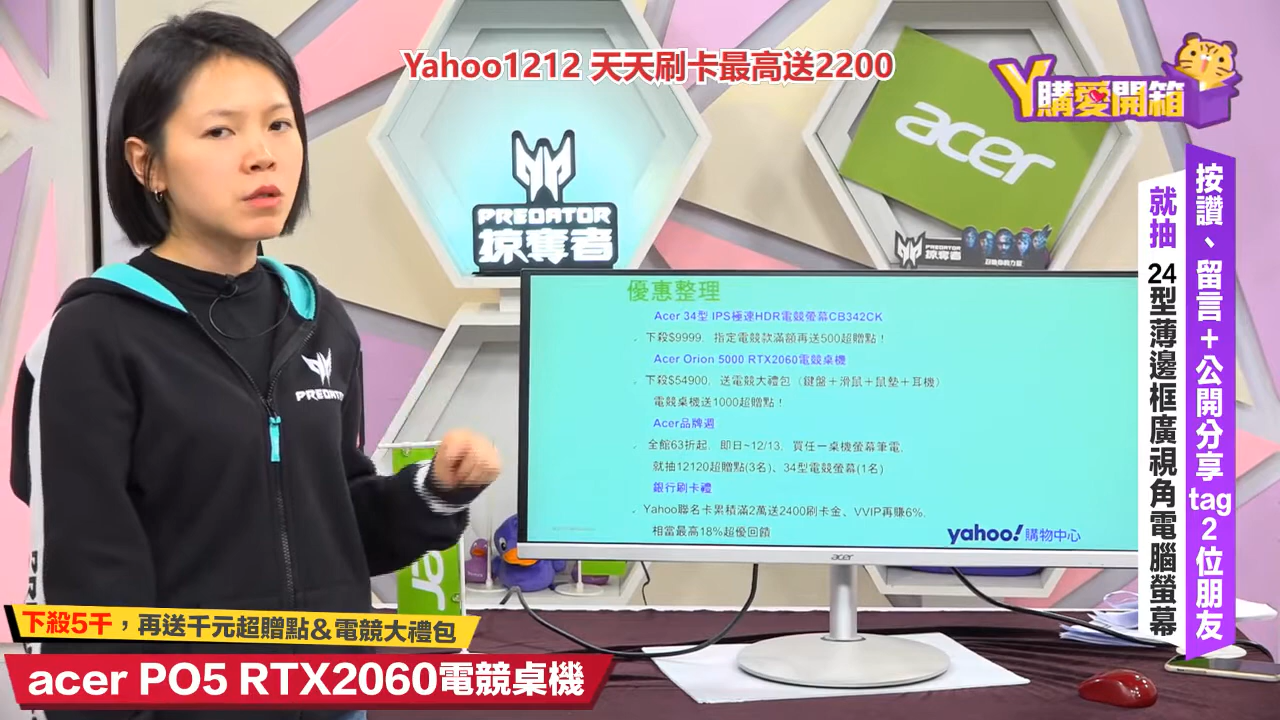 Yahoo1212 天天刷卡最高送2200
Y購愛開箱
acer
PREDATOR
掠奪者
PREDATOR
掠奪者
按讚、留言+公開分享tag2位朋友
就抽 24型薄邊框廣視角電腦螢幕
PREDATOR
優惠整理
Acer 34型 IPS極速HDR電競螢幕CB342CK
．下殺$9999，指定電競款滿額再送500超贈點！
Acer Orion 5000 RTX2060電競桌機
．下殺$54900，送電競大禮包（鍵盤＋滑鼠＋鼠墊＋耳機）
電競桌機送1000超贈點！
Acer品牌週
．全館63折起，即日~12/13，買任一桌機螢幕筆電，
就抽12120超贈點(3名)、34型電競螢幕(1名)
銀行刷卡禮
．Yahoo聯名卡累積滿2萬送2400刷卡金、VVIP再賺6%，
相當最高18%超優回饋
yahoo!購物中心
acer
下殺5千，再送千元超贈點&電競大禮包
acer PO5 RTX2060電競桌機